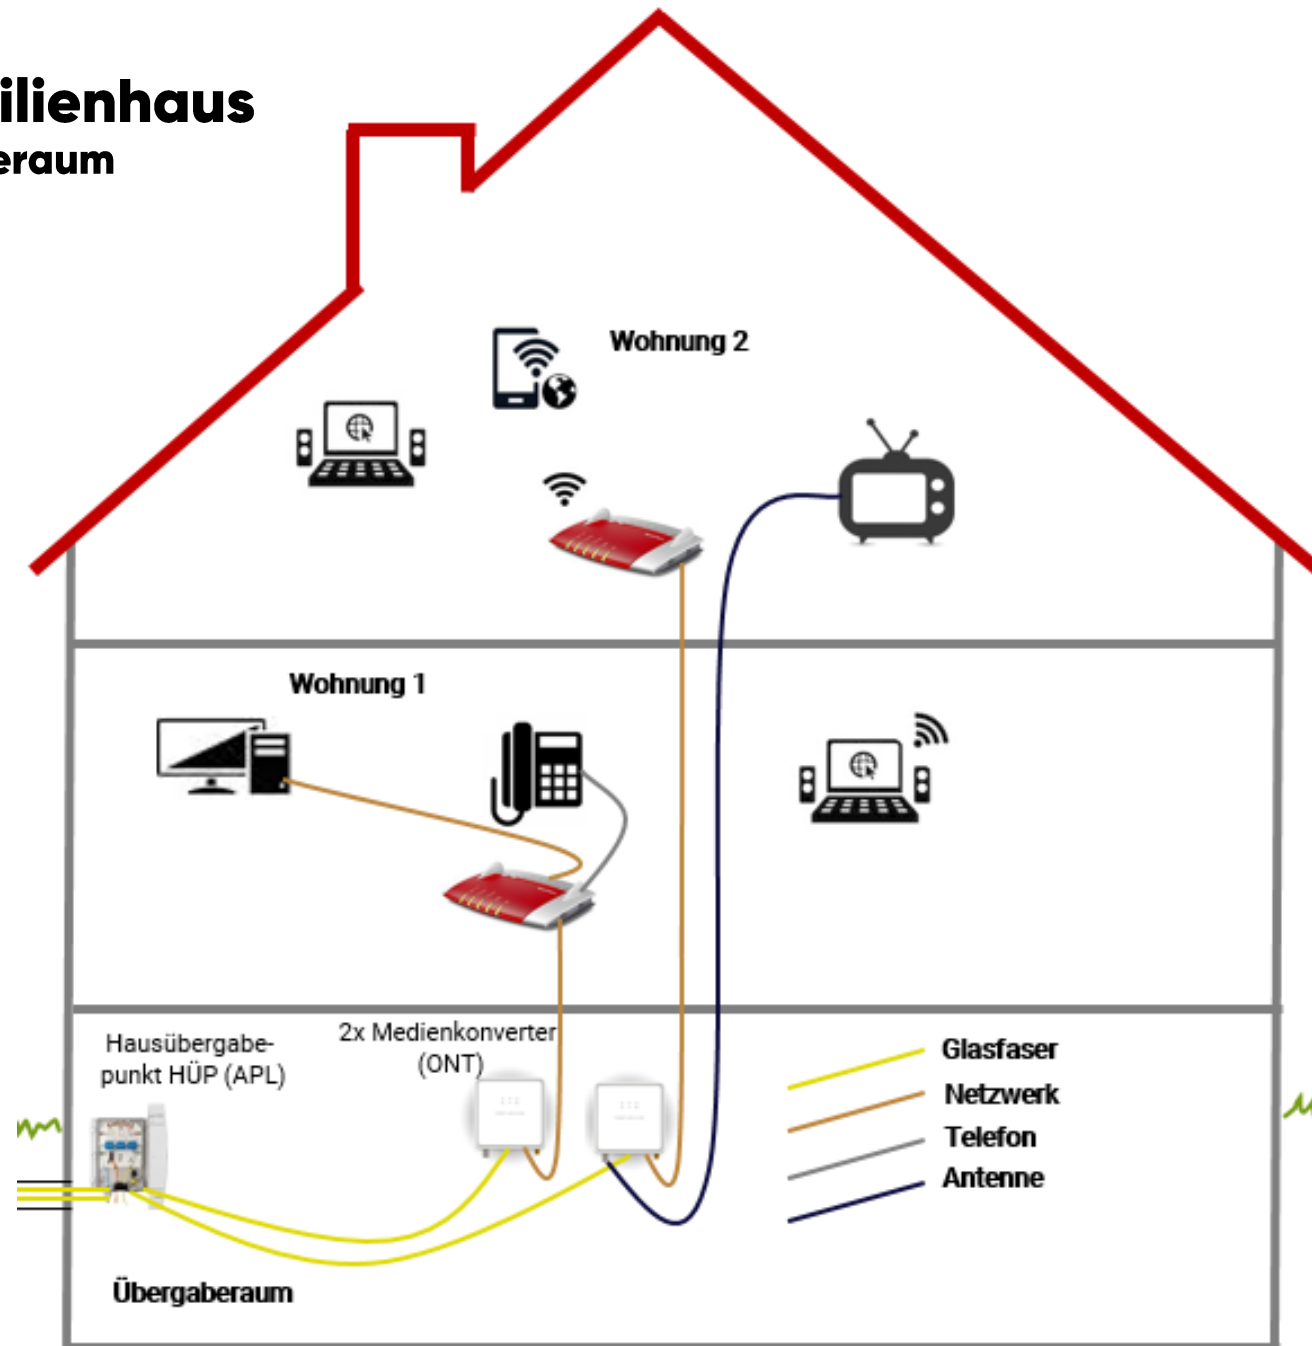 ilienhaus
eraum
Wohnung 2
Wohnung 1
Hausübergabe-
punkt HÜP (APL)
2x Medienkonverter
(ONT)
Glasfaser
Netzwerk
Telefon
Antenne
Übergaberaum